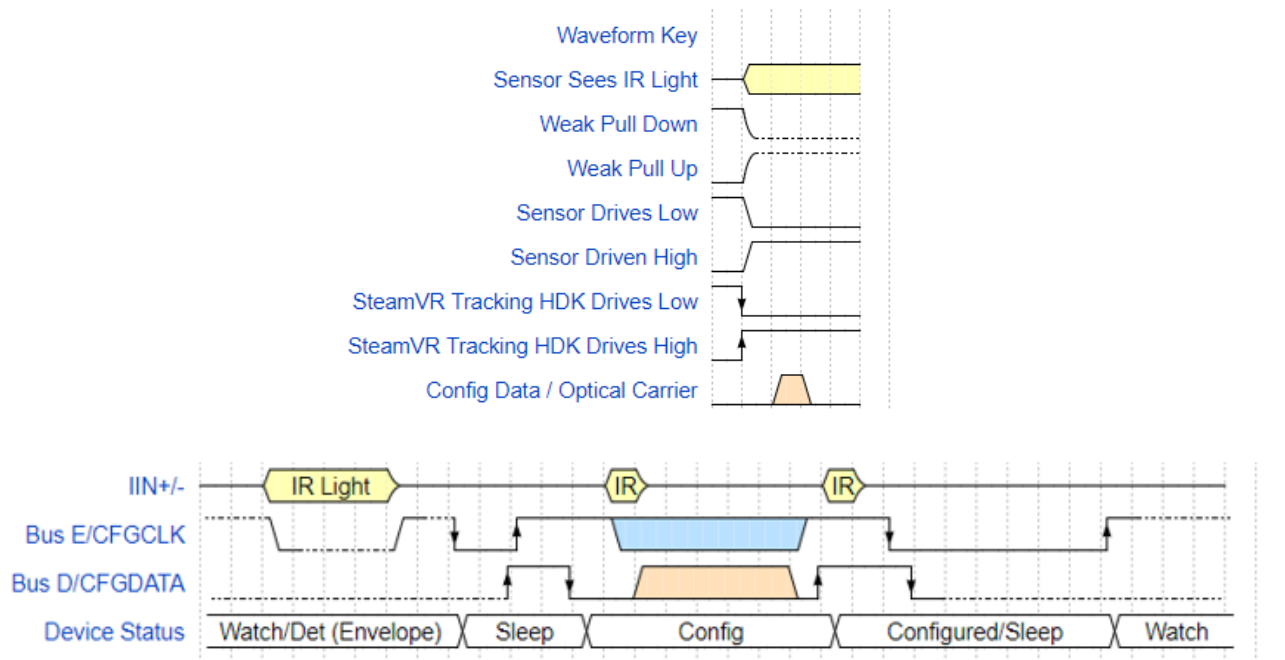 Waveform Key
Sensor Sees IR Light
Weak Pull Down
Weak Pull Up
Sensor Drives Low
Sensor Driven High
SteamVR Tracking HDK Drives Low
SteamVR Tracking HDK Drives High
Config Data / Optical Carrier
IIN+/- IR Light IR IR
Bus E/CFGCLK
Bus D/CFGDATA
Device Status Watch/Det (Envelope) Sleep Config Configured/Sleep Watch